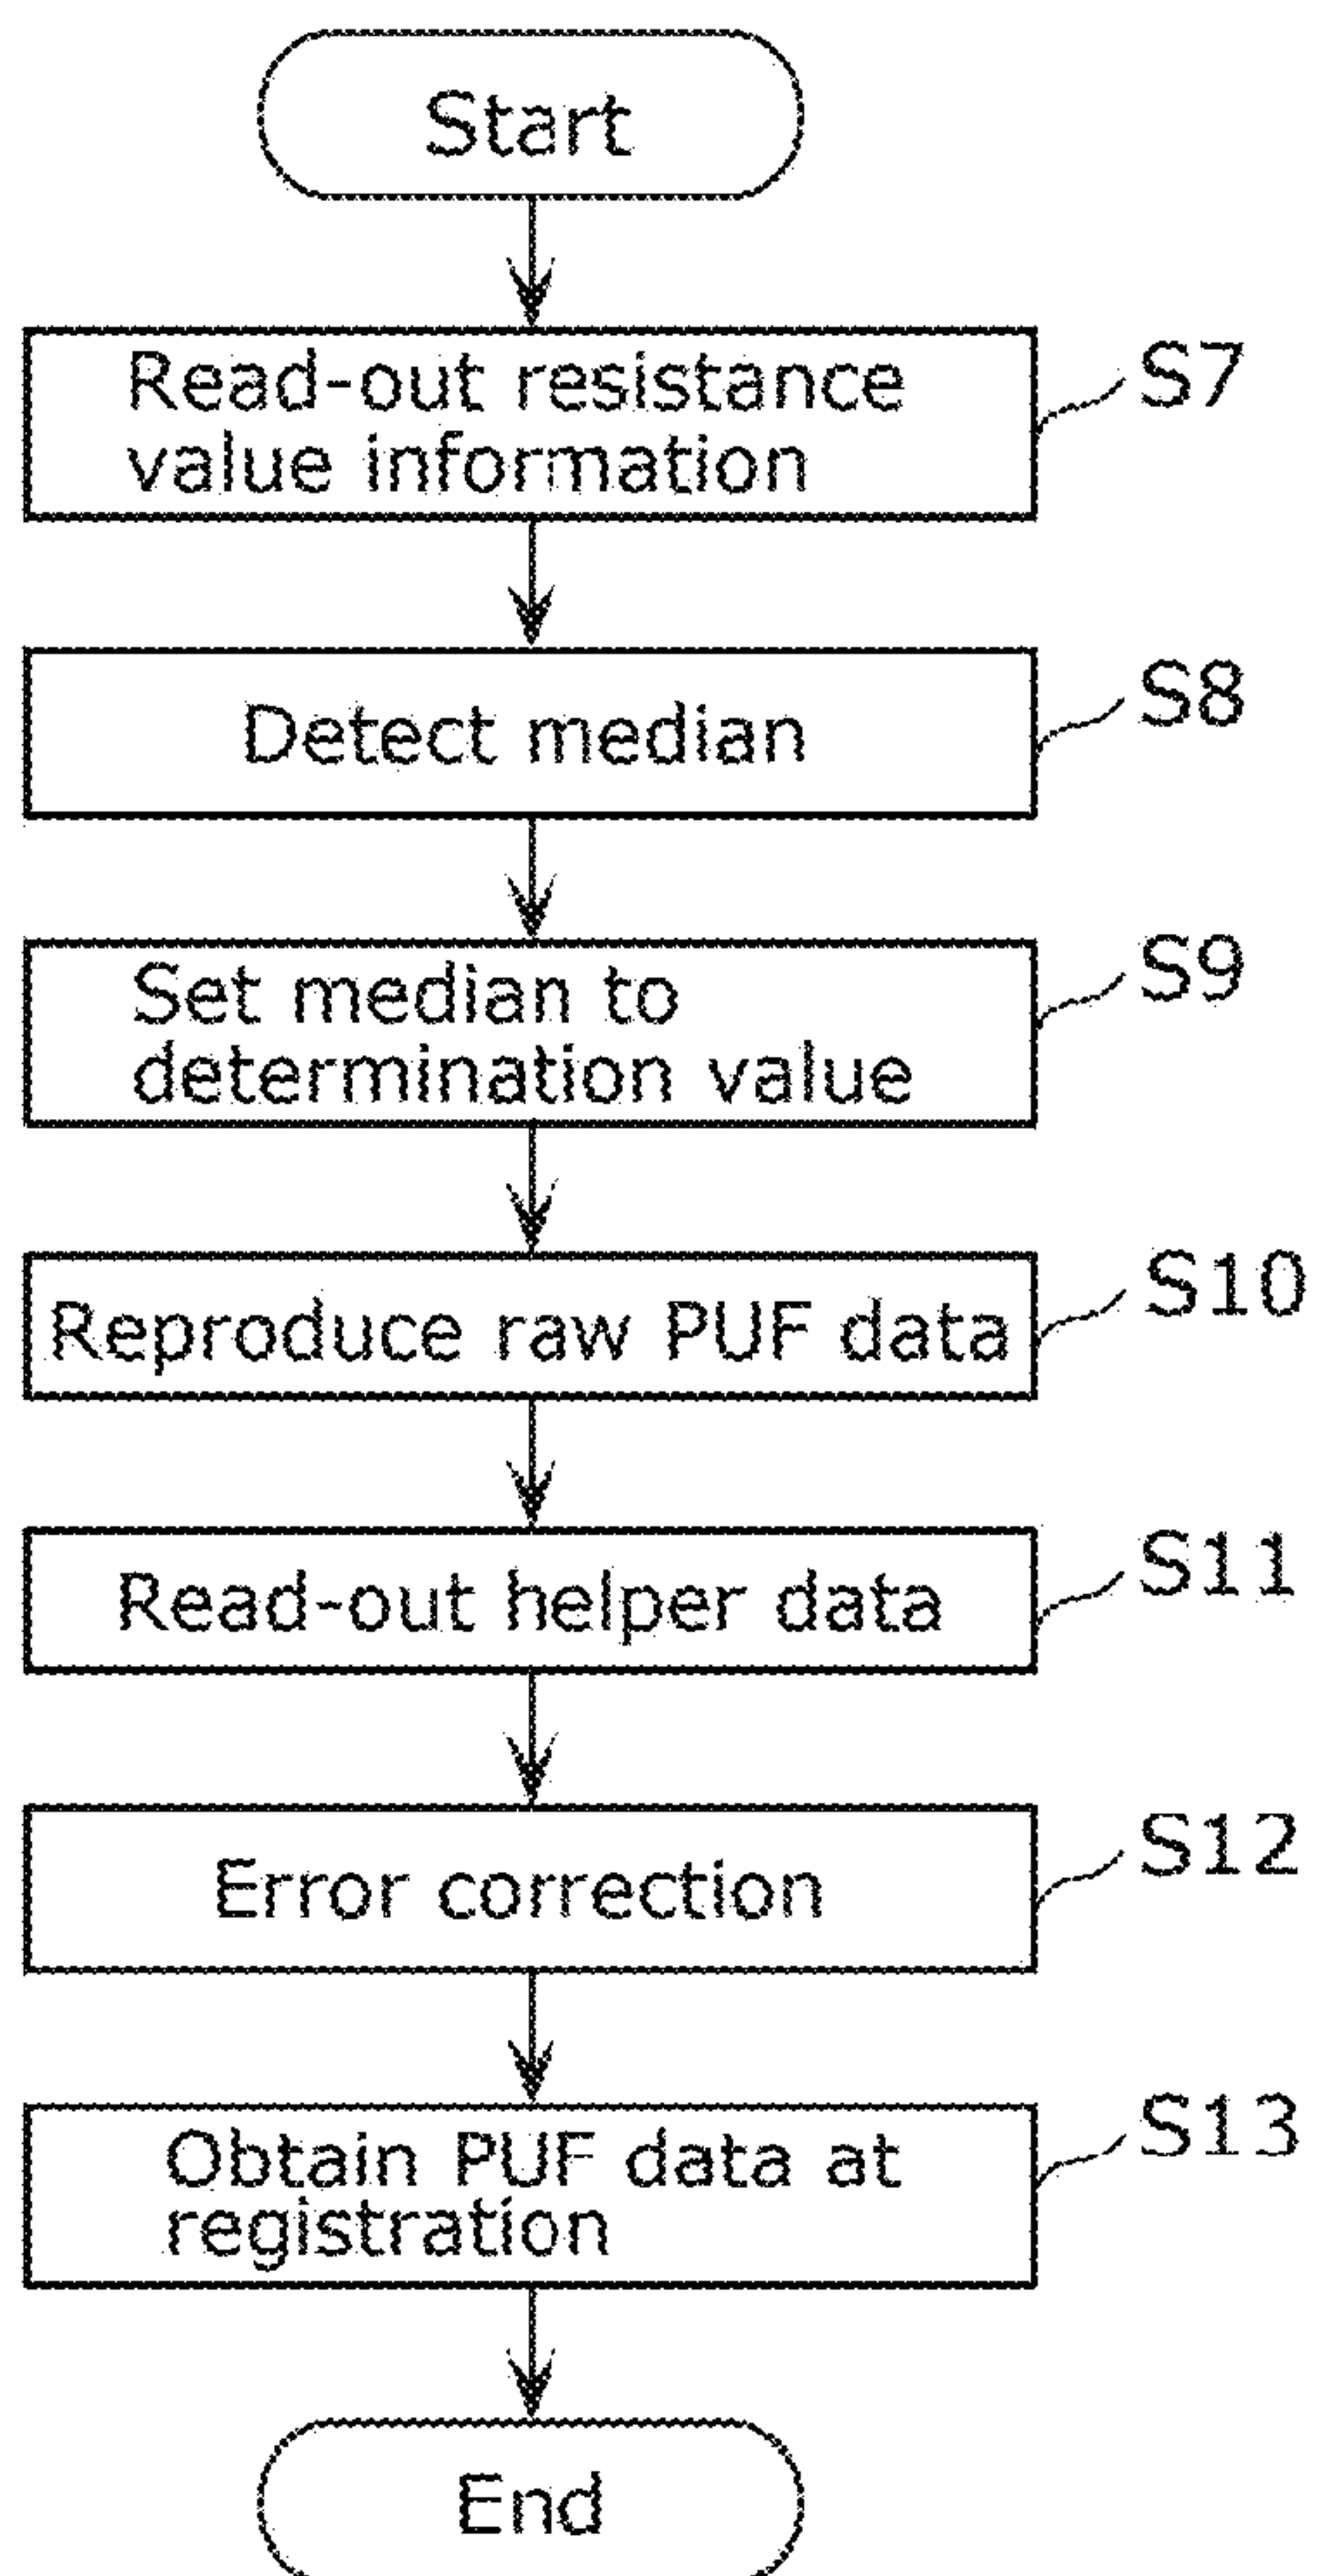 Start
Read-out resistance
value information
S7
Detect median
S8
Set median to
determination value
S9
Reproduce raw PUF data
S10
Read-out helper data
S11
Error correction
S12
Obtain PUF data at
registration
S13
End